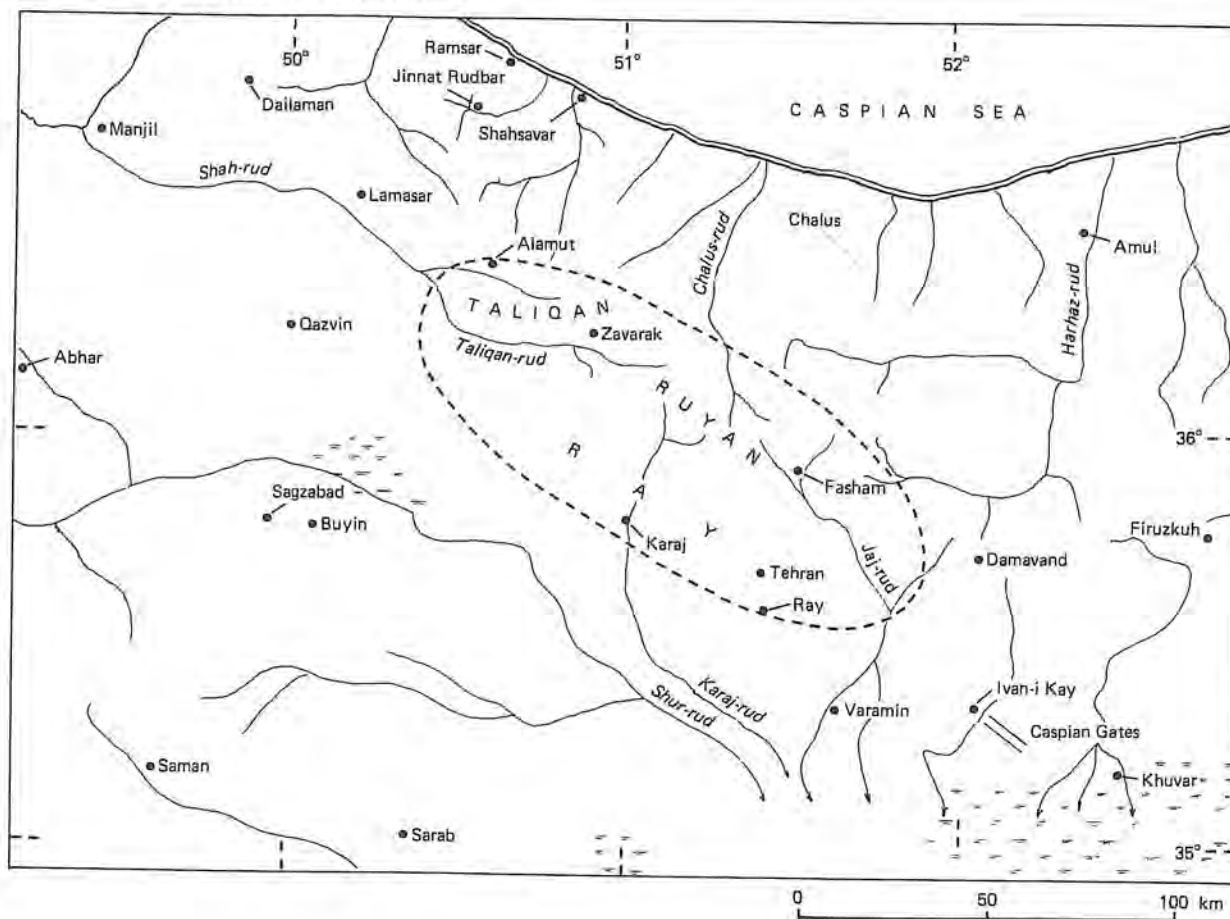 50°
51°
52°
Ramsar
Jinnat Rudbar
Dailaman
Shahsavar
CASPIAN SEA
Manjil
Shah-rud
Lamasar
Chalus-rud
Chalus
Amul
Alamut
Harhaz-rud
TALIQAN
Qazvin
Zavarak
Taliqan-rud
Abhar
RUYAN
36°
RAY
Fasham
Sagzabad
Buyin
Karaj
Firuzkuh
Jaj-rud
Damavand
Tehran
Ray
Karaj-rud
Shur-rud
Varamin
Ivan-i Kay
Caspian Gates
Saman
Khuvar
Sarab
35°
0 50 100 km